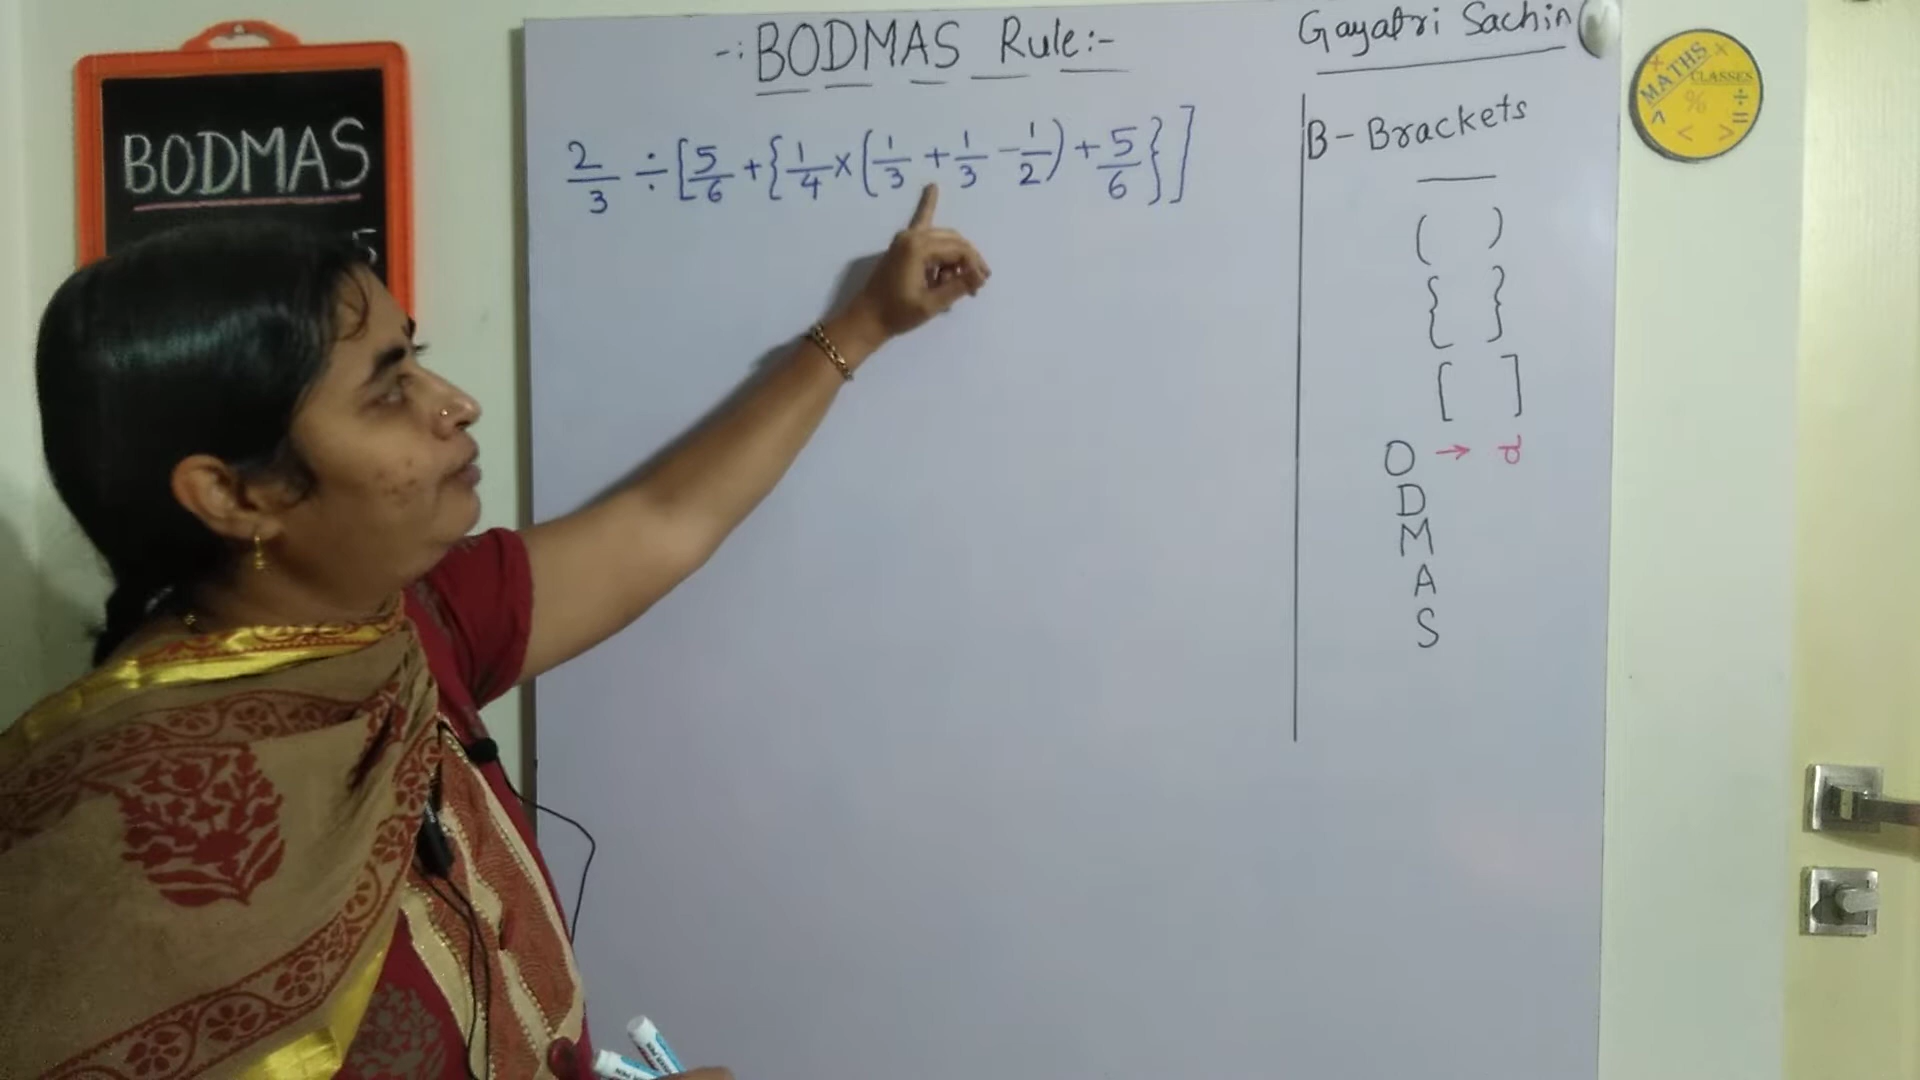 -: BODMAS Rule:-
Gayatri Sachin
BODMAS
5
2/3 ÷ [5/6 + {1/4 × (1/3 + 1/3 - 1/2) + 5/6}]
B - Brackets
—
( )
{ }
[ ]
O →
D
M
A
S
MATHS
CLASSES
+ × % ÷ = ^ < >